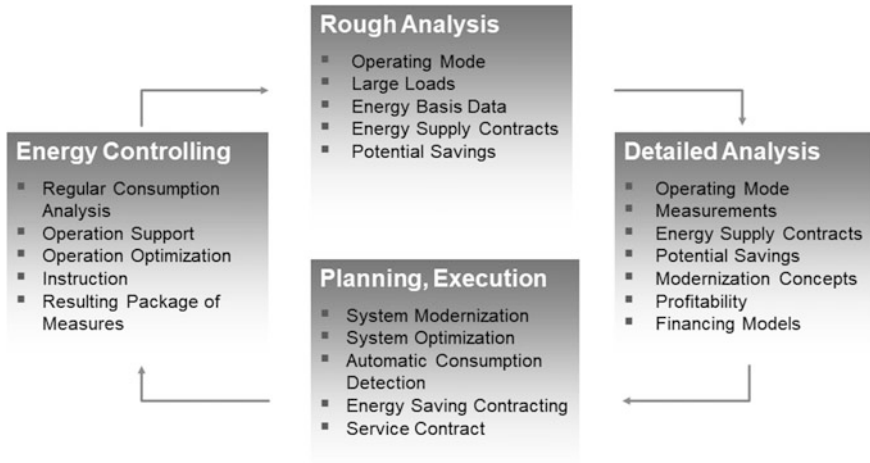 Rough Analysis
Operating Mode
Large Loads
Energy Basis Data
Energy Supply Contracts
Potential Savings
Energy Controlling
Regular Consumption
Analysis
Operation Support
Operation Optimization
Instruction
Resulting Package of
Measures
Detailed Analysis
Operating Mode
Measurements
Energy Supply Contracts
Potential Savings
Modernization Concepts
Profitability
Financing Models
Planning, Execution
System Modernization
System Optimization
Automatic Consumption
Detection
Energy Saving Contracting
Service Contract